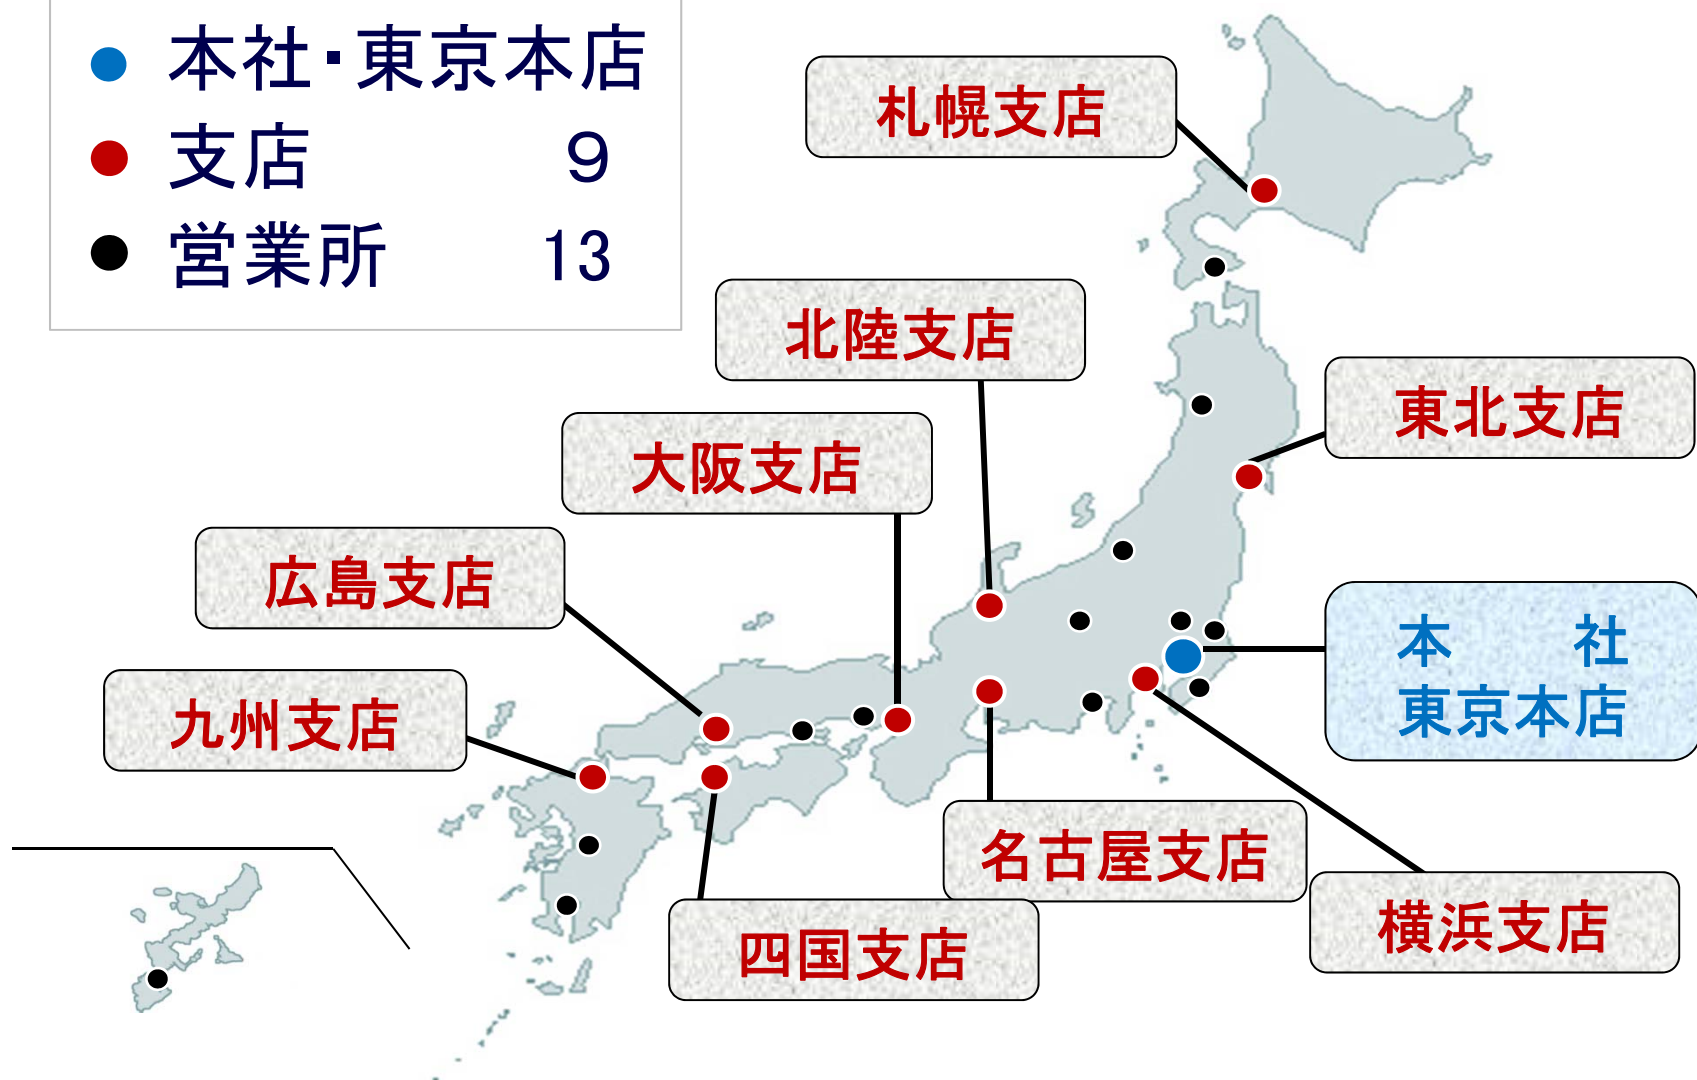 本社・東京本店
支店 9
営業所 13
札幌支店
北陸支店
東北支店
大阪支店
広島支店
本 社
東京本店
九州支店
名古屋支店
横浜支店
四国支店